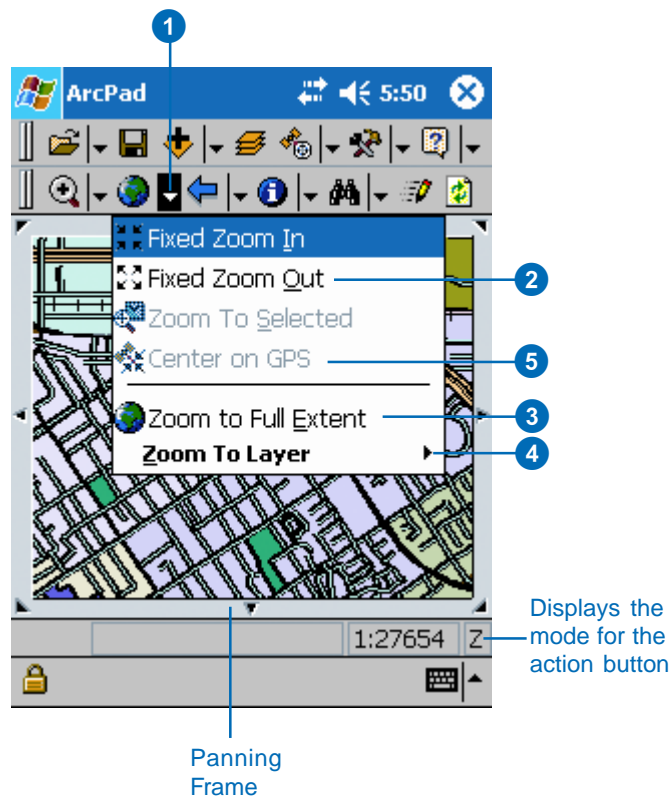 1
ArcPad 5:50
Fixed Zoom In
Fixed Zoom Out
2
Zoom To Selected
Center on GPS
5
Zoom to Full Extent
3
Zoom To Layer
4
Displays the
mode for the
action button
1:27654 Z
Panning
Frame